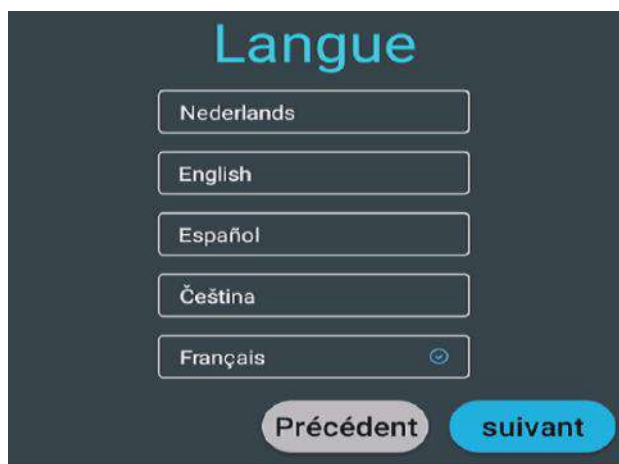 Langue
Nederlands
English
Español
Čeština
Français
Précédent suivant